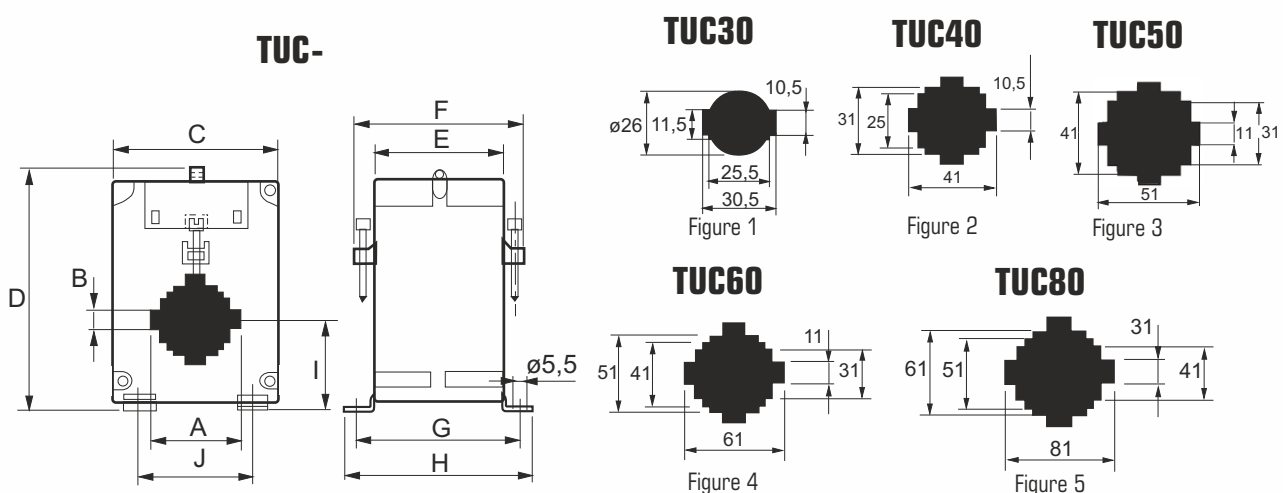 TUC-
C
D
B
I
A
J
F
E
ø5,5
G
H
TUC30
10,5
ø26
11,5
25,5
30,5
Figure 1
TUC40
10,5
31
25
41
Figure 2
TUC50
41
11
31
51
Figure 3
TUC60
11
51
41
31
61
Figure 4
TUC80
31
61
51
41
81
Figure 5